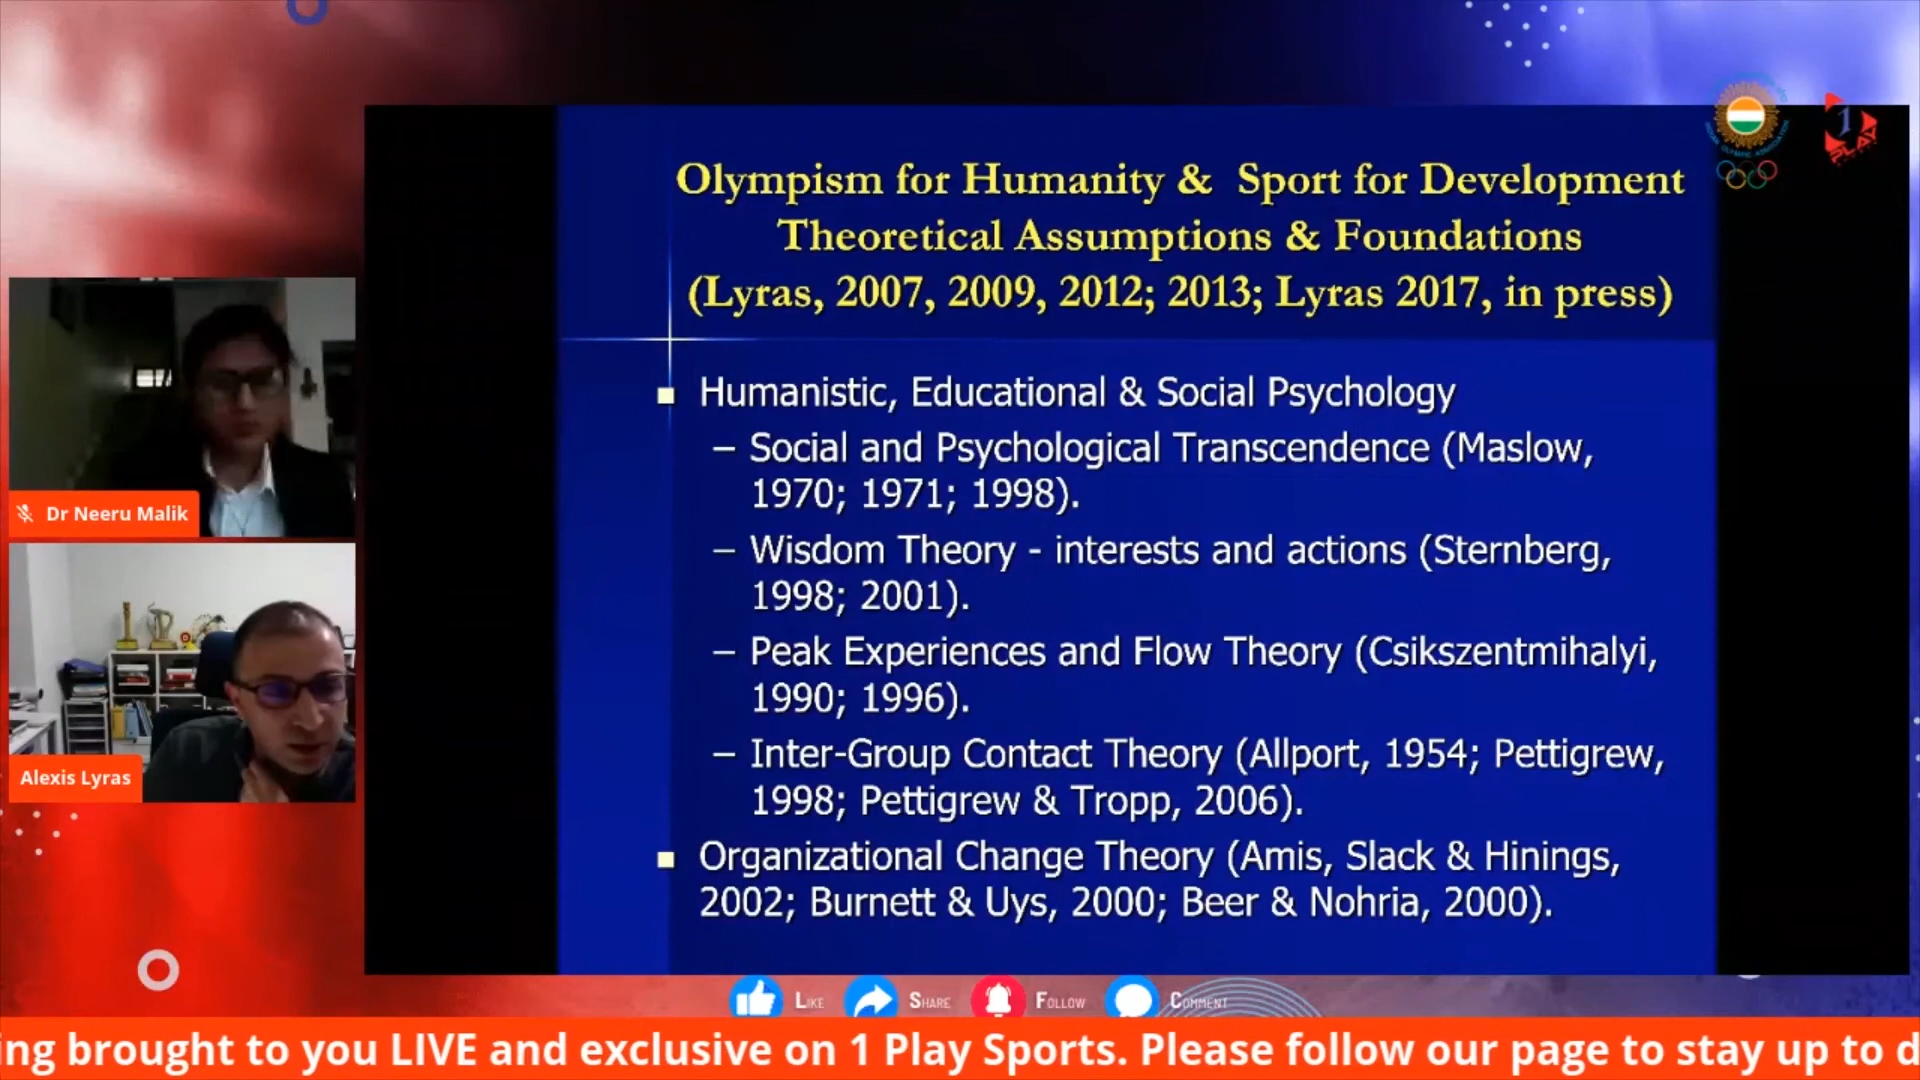 Olympism for Humanity & Sport for Development
Theoretical Assumptions & Foundations
(Lyras, 2007, 2009, 2012; 2013; Lyras 2017, in press)
Humanistic, Educational & Social Psychology
– Social and Psychological Transcendence (Maslow,
1970; 1971; 1998).
– Wisdom Theory - interests and actions (Sternberg,
1998; 2001).
– Peak Experiences and Flow Theory (Csikszentmihalyi,
1990; 1996).
– Inter-Group Contact Theory (Allport, 1954; Pettigrew,
1998; Pettigrew & Tropp, 2006).
Organizational Change Theory (Amis, Slack & Hinings,
2002; Burnett & Uys, 2000; Beer & Nohria, 2000).
1
PLAY
Dr Neeru Malik
Alexis Lyras
Like Share Follow Comment
ing brought to you LIVE and exclusive on 1 Play Sports. Please follow our page to stay up to d